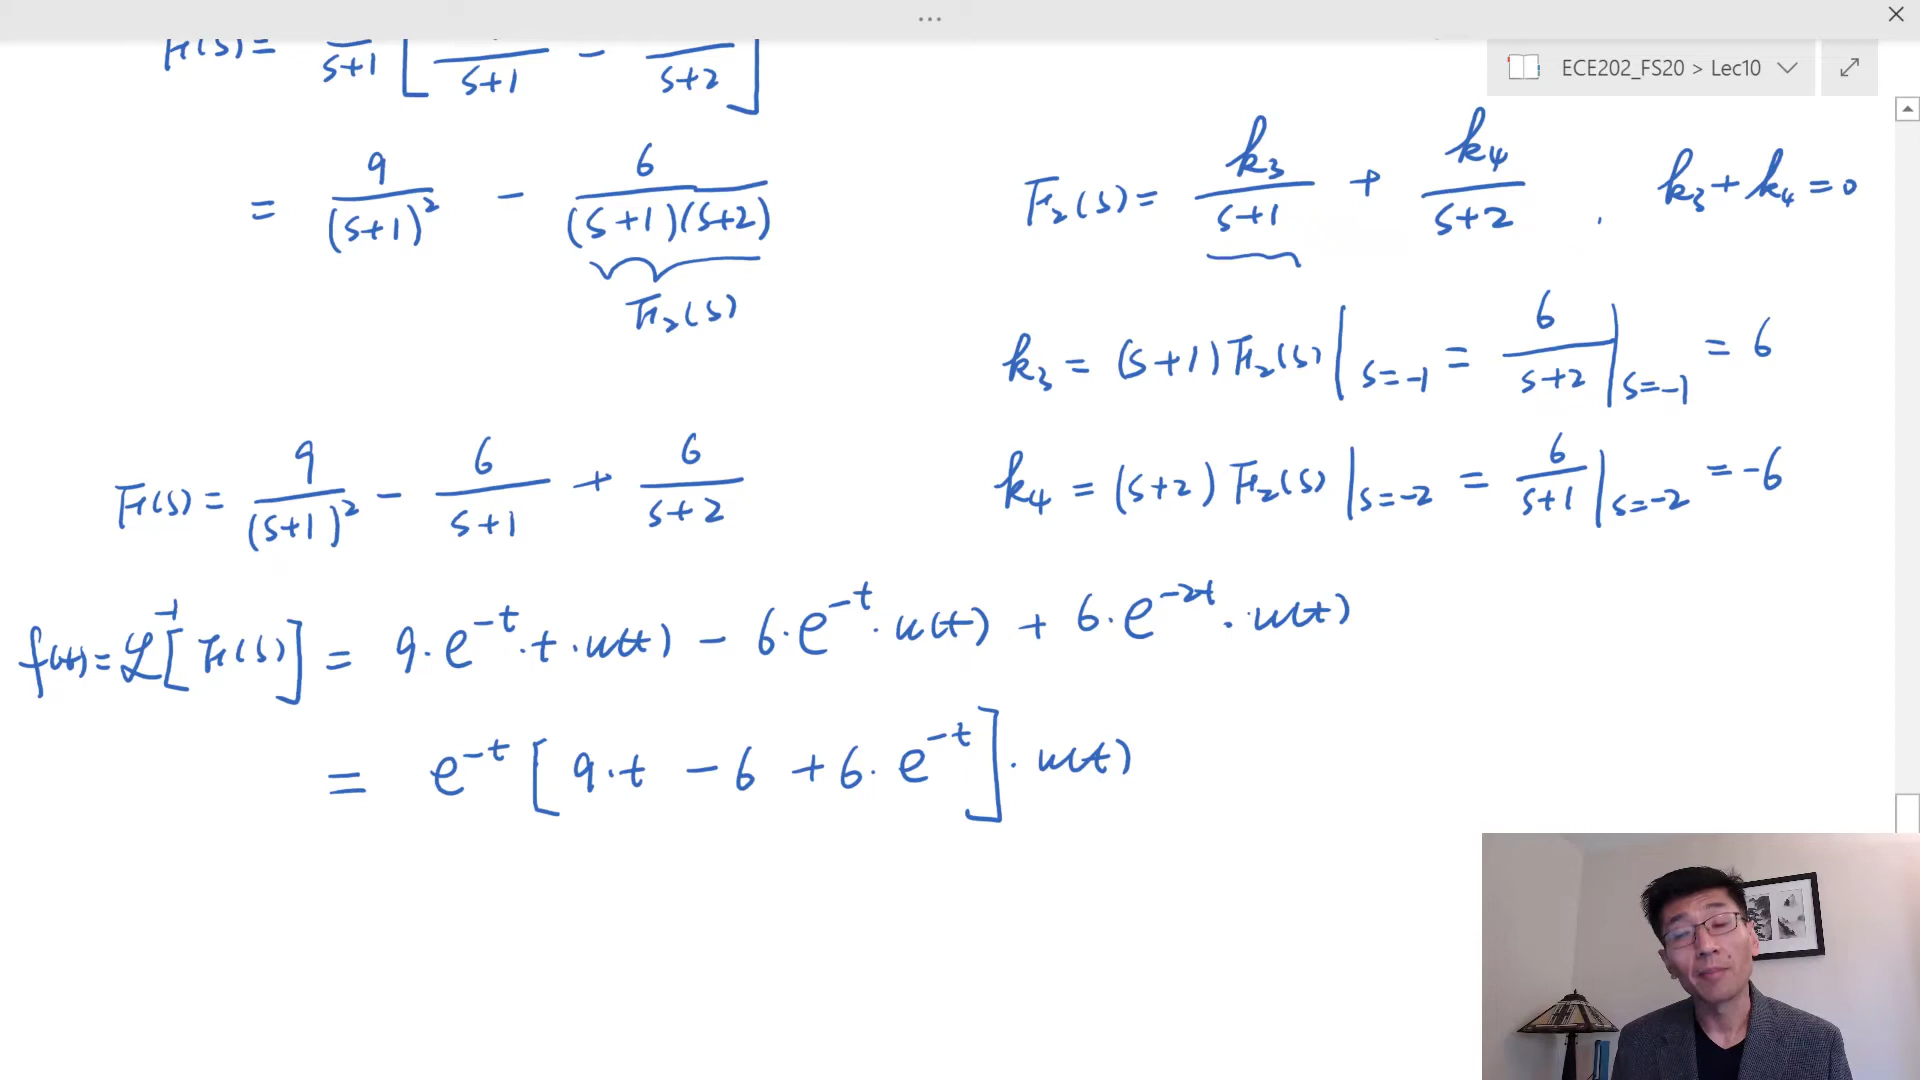 ECE202_FS20 > Lec10
F(s) = /(s+1) [ /(s+1) - /(s+2) ]
= 9/(s+1)² - 6/((s+1)(s+2))
F₂(s)
F₂(s) = k₃/(s+1) + k₄/(s+2) . k₃+k₄=0
k₃ = (s+1)F₂(s)|s=-1 = 6/(s+2)|s=-1 = 6
k₄ = (s+2)F₂(s)|s=-2 = 6/(s+1)|s=-2 = -6
F(s) = 9/(s+1)² - 6/(s+1) + 6/(s+2)
f(t) = ℒ⁻¹[F(s)] = 9·e^-t·t·u(t) - 6·e^-t·u(t) + 6·e^-2t·u(t)
= e^-t [9·t - 6 + 6·e^-t]·u(t)